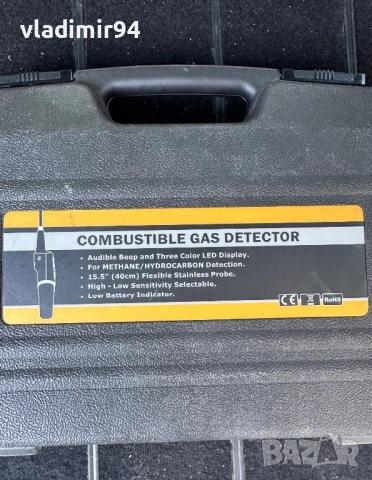 vladimir94
COMBUSTIBLE GAS DETECTOR
• Audible Beep and Three Color LED Display.
• For METHANE/HYDROCARBON Detection.
• 15.5" (40cm) Flexible Stainless Probe.
• High - Low Sensitivity Selectable.
• Low Battery Indicator.
CE RoHS
BAZAR